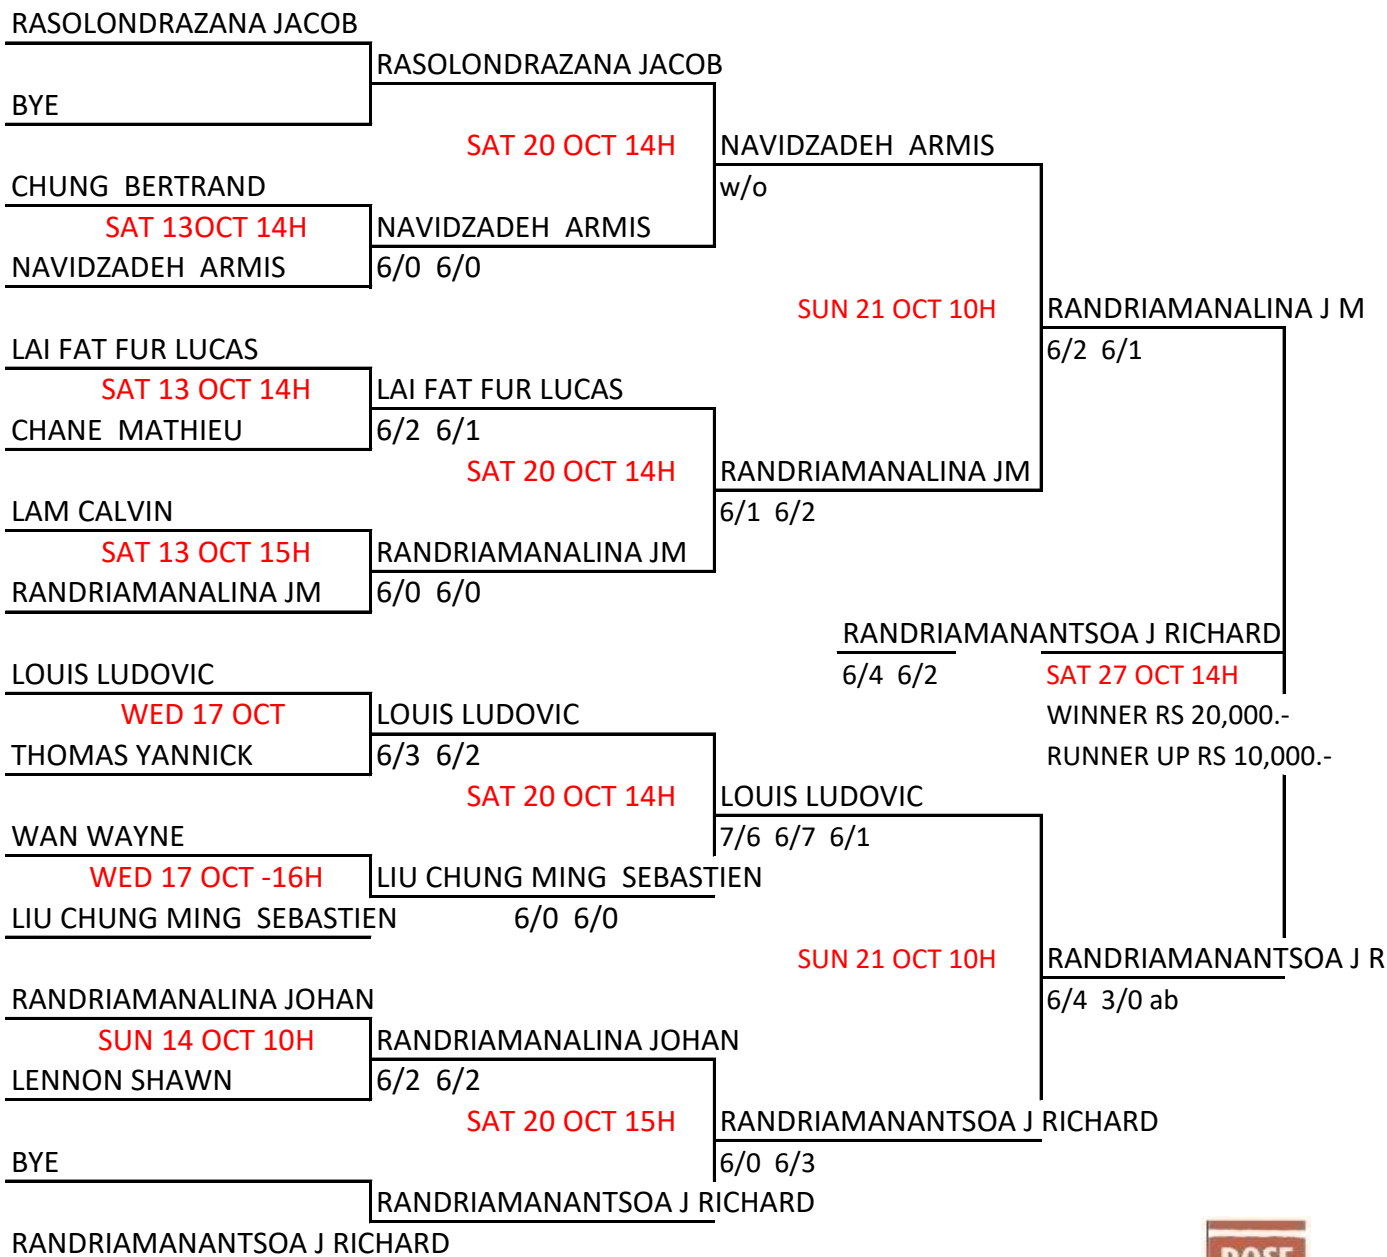 RASOLONDRAZANA JACOB
RASOLONDRAZANA JACOB
BYE
SAT 20 OCT 14H
NAVIDZADEH ARMIS
CHUNG BERTRAND
w/o
SAT 13OCT 14H
NAVIDZADEH ARMIS
NAVIDZADEH ARMIS
6/0 6/0
SUN 21 OCT 10H
RANDRIAMANALINA J M
LAI FAT FUR LUCAS
6/2 6/1
SAT 13 OCT 14H
LAI FAT FUR LUCAS
CHANE MATHIEU
6/2 6/1
SAT 20 OCT 14H
RANDRIAMANALINA JM
LAM CALVIN
6/1 6/2
SAT 13 OCT 15H
RANDRIAMANALINA JM
RANDRIAMANALINA JM
6/0 6/0
RANDRIAMANANTSOA J RICHARD
LOUIS LUDOVIC
6/4 6/2
SAT 27 OCT 14H
WED 17 OCT
LOUIS LUDOVIC
WINNER RS 20,000.-
THOMAS YANNICK
6/3 6/2
RUNNER UP RS 10,000.-
SAT 20 OCT 14H
LOUIS LUDOVIC
WAN WAYNE
7/6 6/7 6/1
WED 17 OCT -16H
LIU CHUNG MING SEBASTIEN
LIU CHUNG MING SEBASTIEN
6/0 6/0
SUN 21 OCT 10H
RANDRIAMANANTSOA J R
RANDRIAMANALINA JOHAN
6/4 3/0 ab
SUN 14 OCT 10H
RANDRIAMANALINA JOHAN
LENNON SHAWN
6/2 6/2
SAT 20 OCT 15H
RANDRIAMANANTSOA J RICHARD
BYE
6/0 6/3
RANDRIAMANANTSOA J RICHARD
RANDRIAMANANTSOA J RICHARD
ROSE